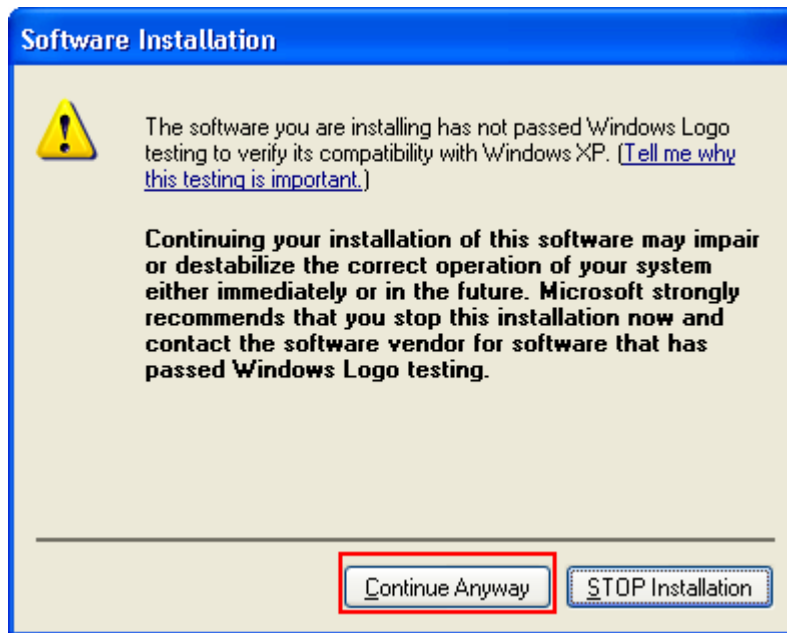 Software Installation
The software you are installing has not passed Windows Logo
testing to verify its compatibility with Windows XP. (Tell me why
this testing is important.)
Continuing your installation of this software may impair
or destabilize the correct operation of your system
either immediately or in the future. Microsoft strongly
recommends that you stop this installation now and
contact the software vendor for software that has
passed Windows Logo testing.
Continue Anyway
STOP Installation